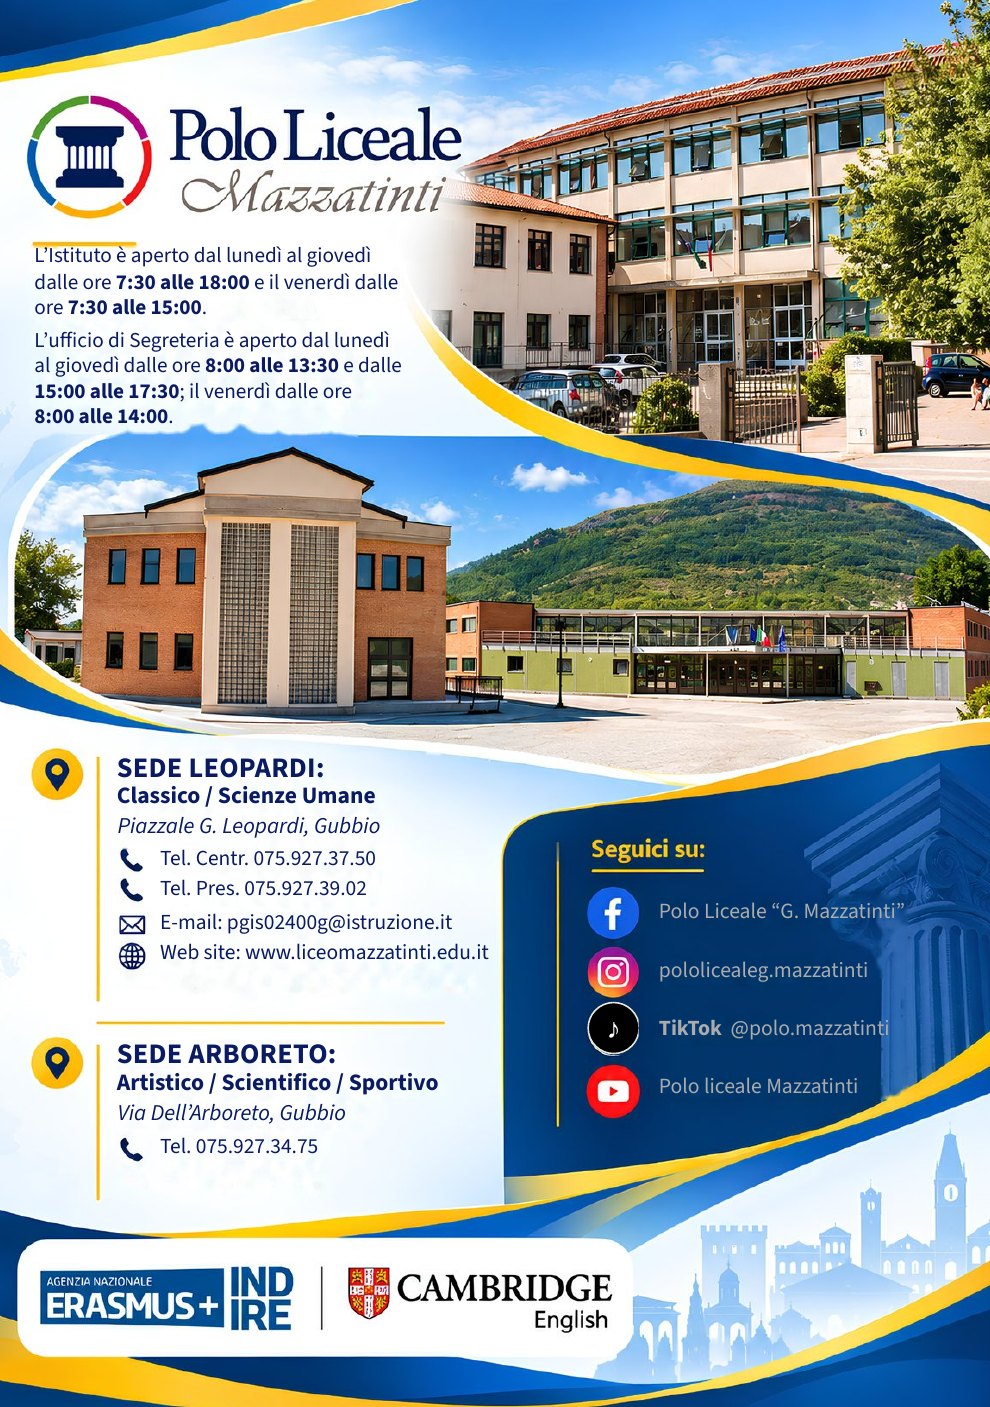 Polo Liceale
Mazzatinti
L’Istituto è aperto dal lunedì al giovedì
dalle ore 7:30 alle 18:00 e il venerdì dalle
ore 7:30 alle 15:00.
L’ufficio di Segreteria è aperto dal lunedì
al giovedì dalle ore 8:00 alle 13:30 e dalle
15:00 alle 17:30; il venerdì dalle ore
8:00 alle 14:00.
SEDE LEOPARDI:
Classico / Scienze Umane
Piazzale G. Leopardi, Gubbio
Tel. Centr. 075.927.37.50
Tel. Pres. 075.927.39.02
E-mail: pgis02400g@istruzione.it
Web site: www.liceomazzatinti.edu.it
SEDE ARBORETO:
Artistico / Scientifico / Sportivo
Via Dell’Arboreto, Gubbio
Tel. 075.927.34.75
Seguici su:
Polo Liceale “G. Mazzatinti”
pololicealeg.mazzatinti
TikTok @polo.mazzatinti
Polo liceale Mazzatinti
AGENZIA NAZIONALE
ERASMUS+
IND
IRE
CAMBRIDGE
English